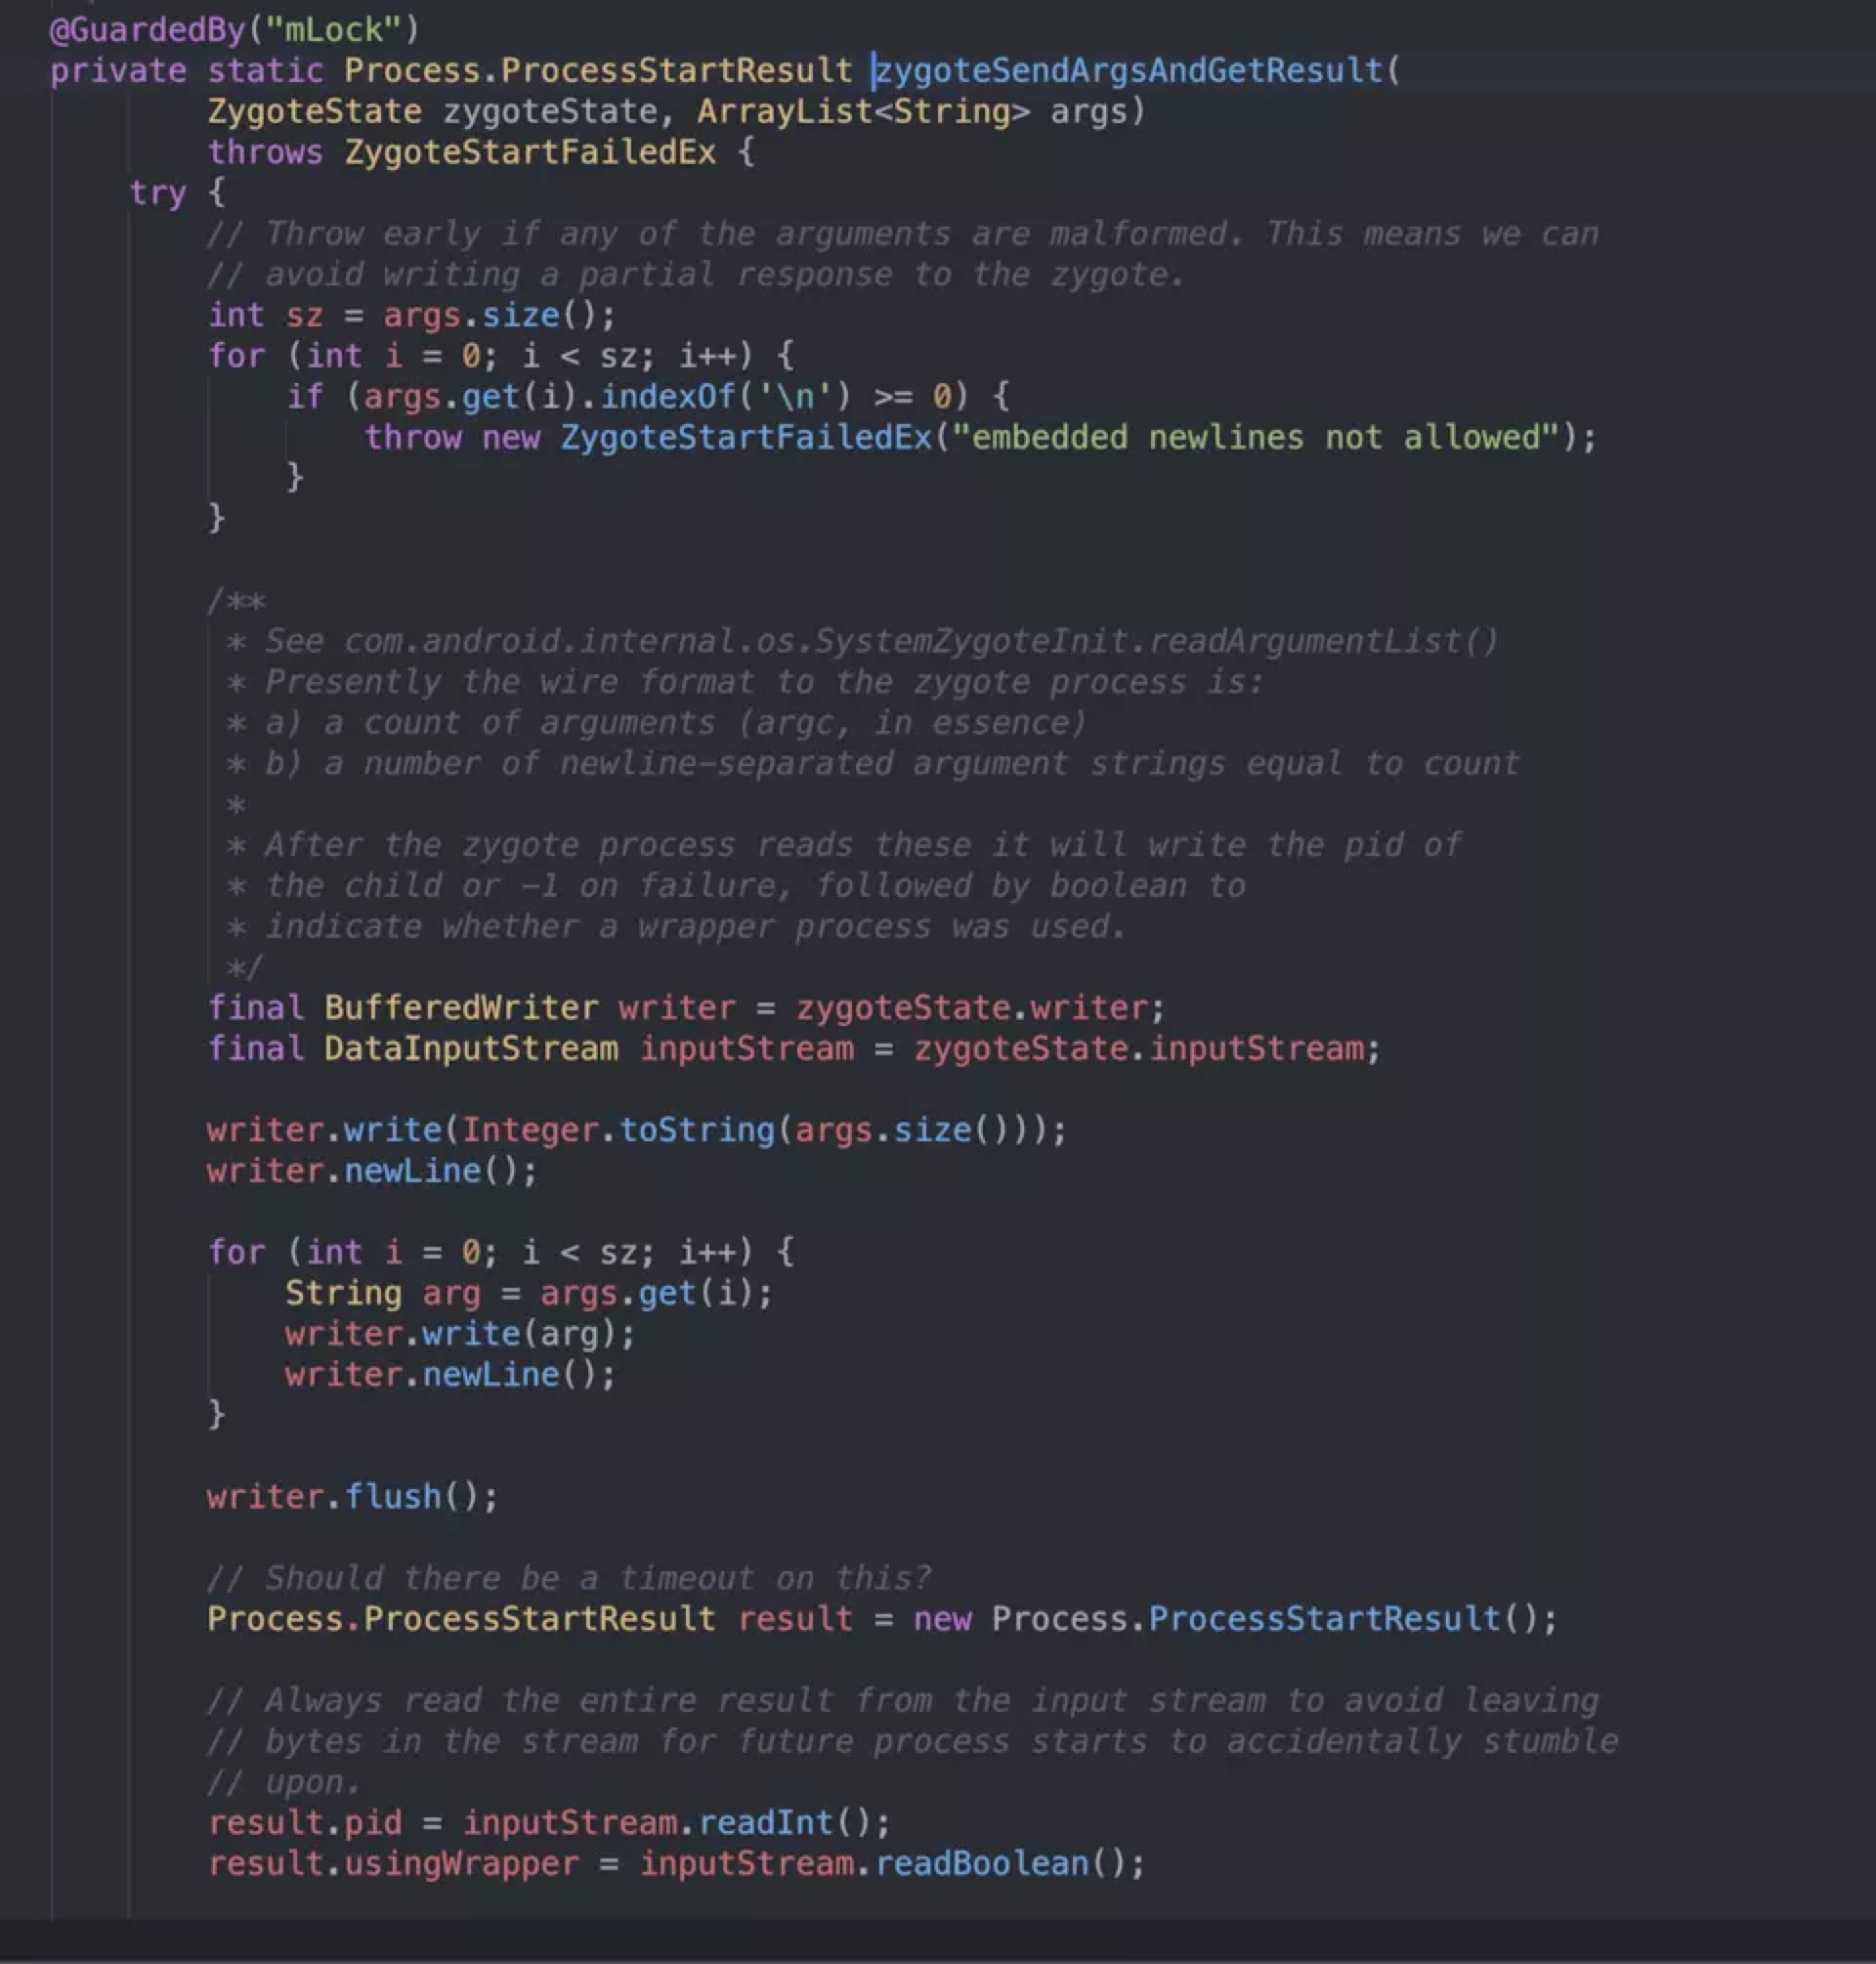 @GuardedBy("mLock")
private static Process.ProcessStartResult zygoteSendArgsAndGetResult(
        ZygoteState zygoteState, ArrayList<String> args)
        throws ZygoteStartFailedEx {
    try {
        // Throw early if any of the arguments are malformed. This means we can
        // avoid writing a partial response to the zygote.
        int sz = args.size();
        for (int i = 0; i < sz; i++) {
            if (args.get(i).indexOf('\n') >= 0) {
                throw new ZygoteStartFailedEx("embedded newlines not allowed");
            }
        }

        /**
         * See com.android.internal.os.SystemZygoteInit.readArgumentList()
         * Presently the wire format to the zygote process is:
         * a) a count of arguments (argc, in essence)
         * b) a number of newline-separated argument strings equal to count
         *
         * After the zygote process reads these it will write the pid of
         * the child or -1 on failure, followed by boolean to
         * indicate whether a wrapper process was used.
         */
        final BufferedWriter writer = zygoteState.writer;
        final DataInputStream inputStream = zygoteState.inputStream;

        writer.write(Integer.toString(args.size()));
        writer.newLine();

        for (int i = 0; i < sz; i++) {
            String arg = args.get(i);
            writer.write(arg);
            writer.newLine();
        }

        writer.flush();

        // Should there be a timeout on this?
        Process.ProcessStartResult result = new Process.ProcessStartResult();

        // Always read the entire result from the input stream to avoid leaving
        // bytes in the stream for future process starts to accidentally stumble
        // upon.
        result.pid = inputStream.readInt();
        result.usingWrapper = inputStream.readBoolean();